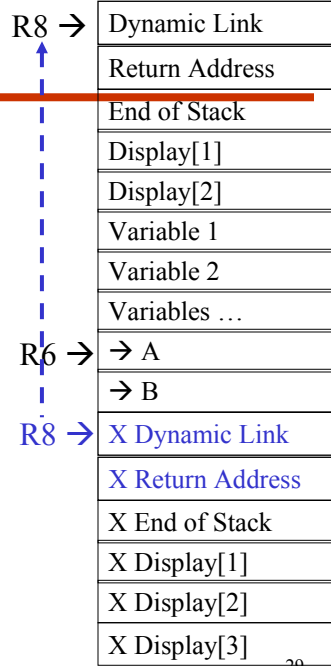 R8 → Dynamic Link
Return Address
End of Stack
Display[1]
Display[2]
Variable 1
Variable 2
Variables …
R6 → → A
→ B
R8 → X Dynamic Link
X Return Address
X End of Stack
X Display[1]
X Display[2]
X Display[3]
29